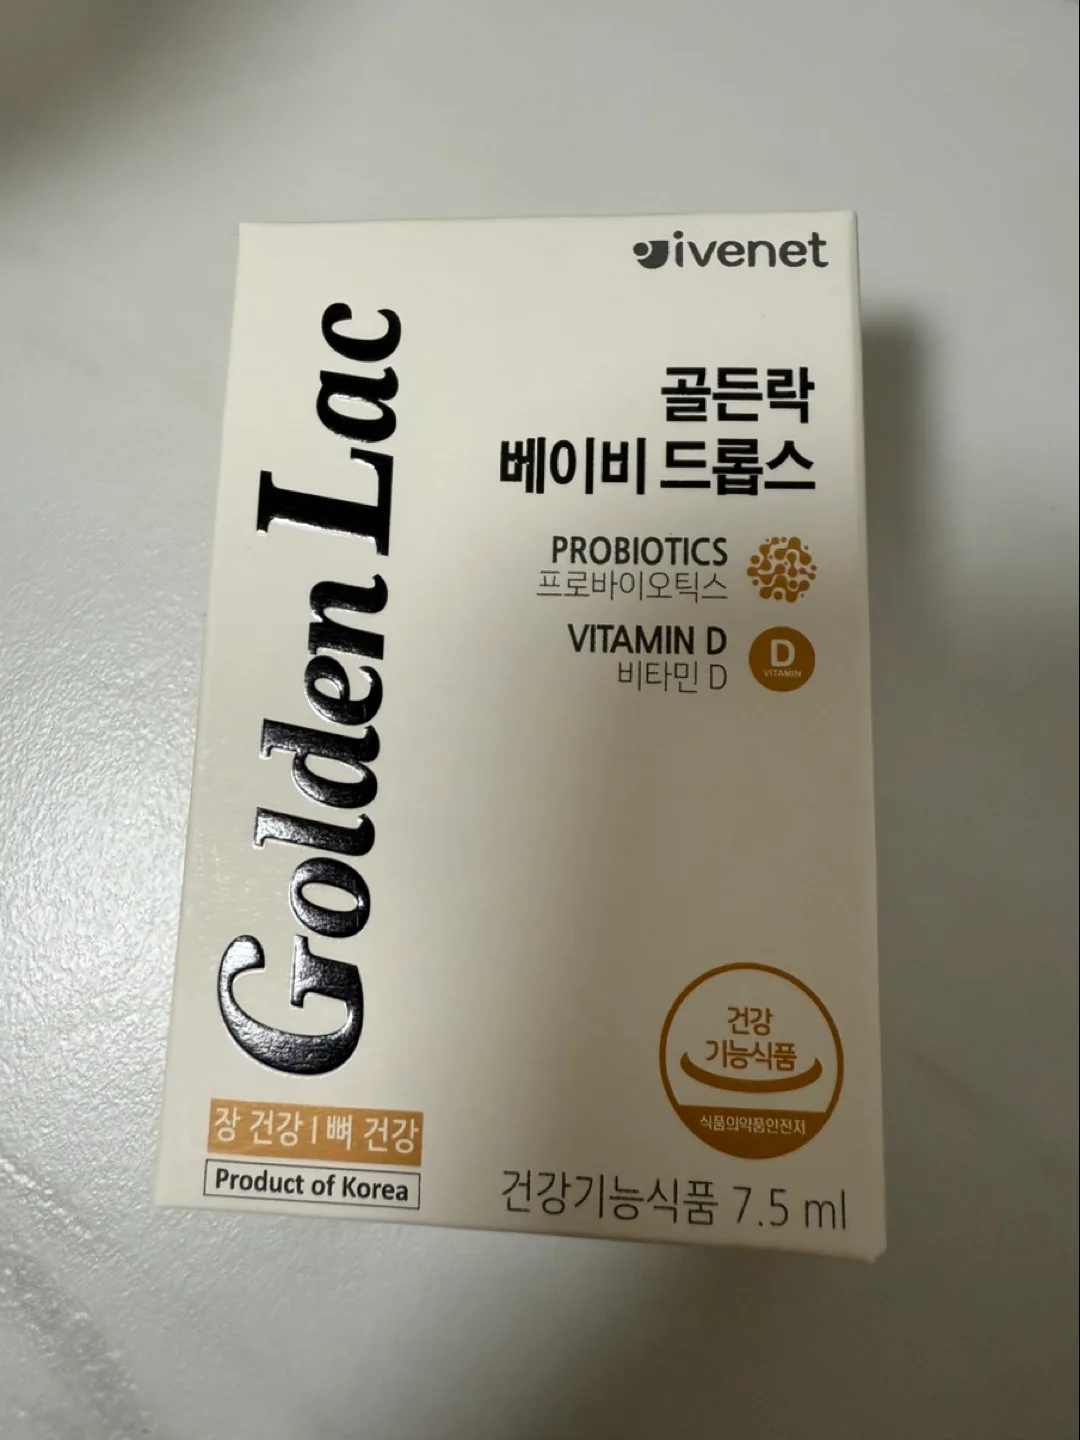 ivenet
Golden Lac
골든락
베이비 드롭스
PROBIOTICS
프로바이오틱스
VITAMIN D
비타민 D
D
VITAMIN
건강
기능식품
식품의약품안전처
장 건강 | 뼈 건강
Product of Korea
건강기능식품 7.5 ml